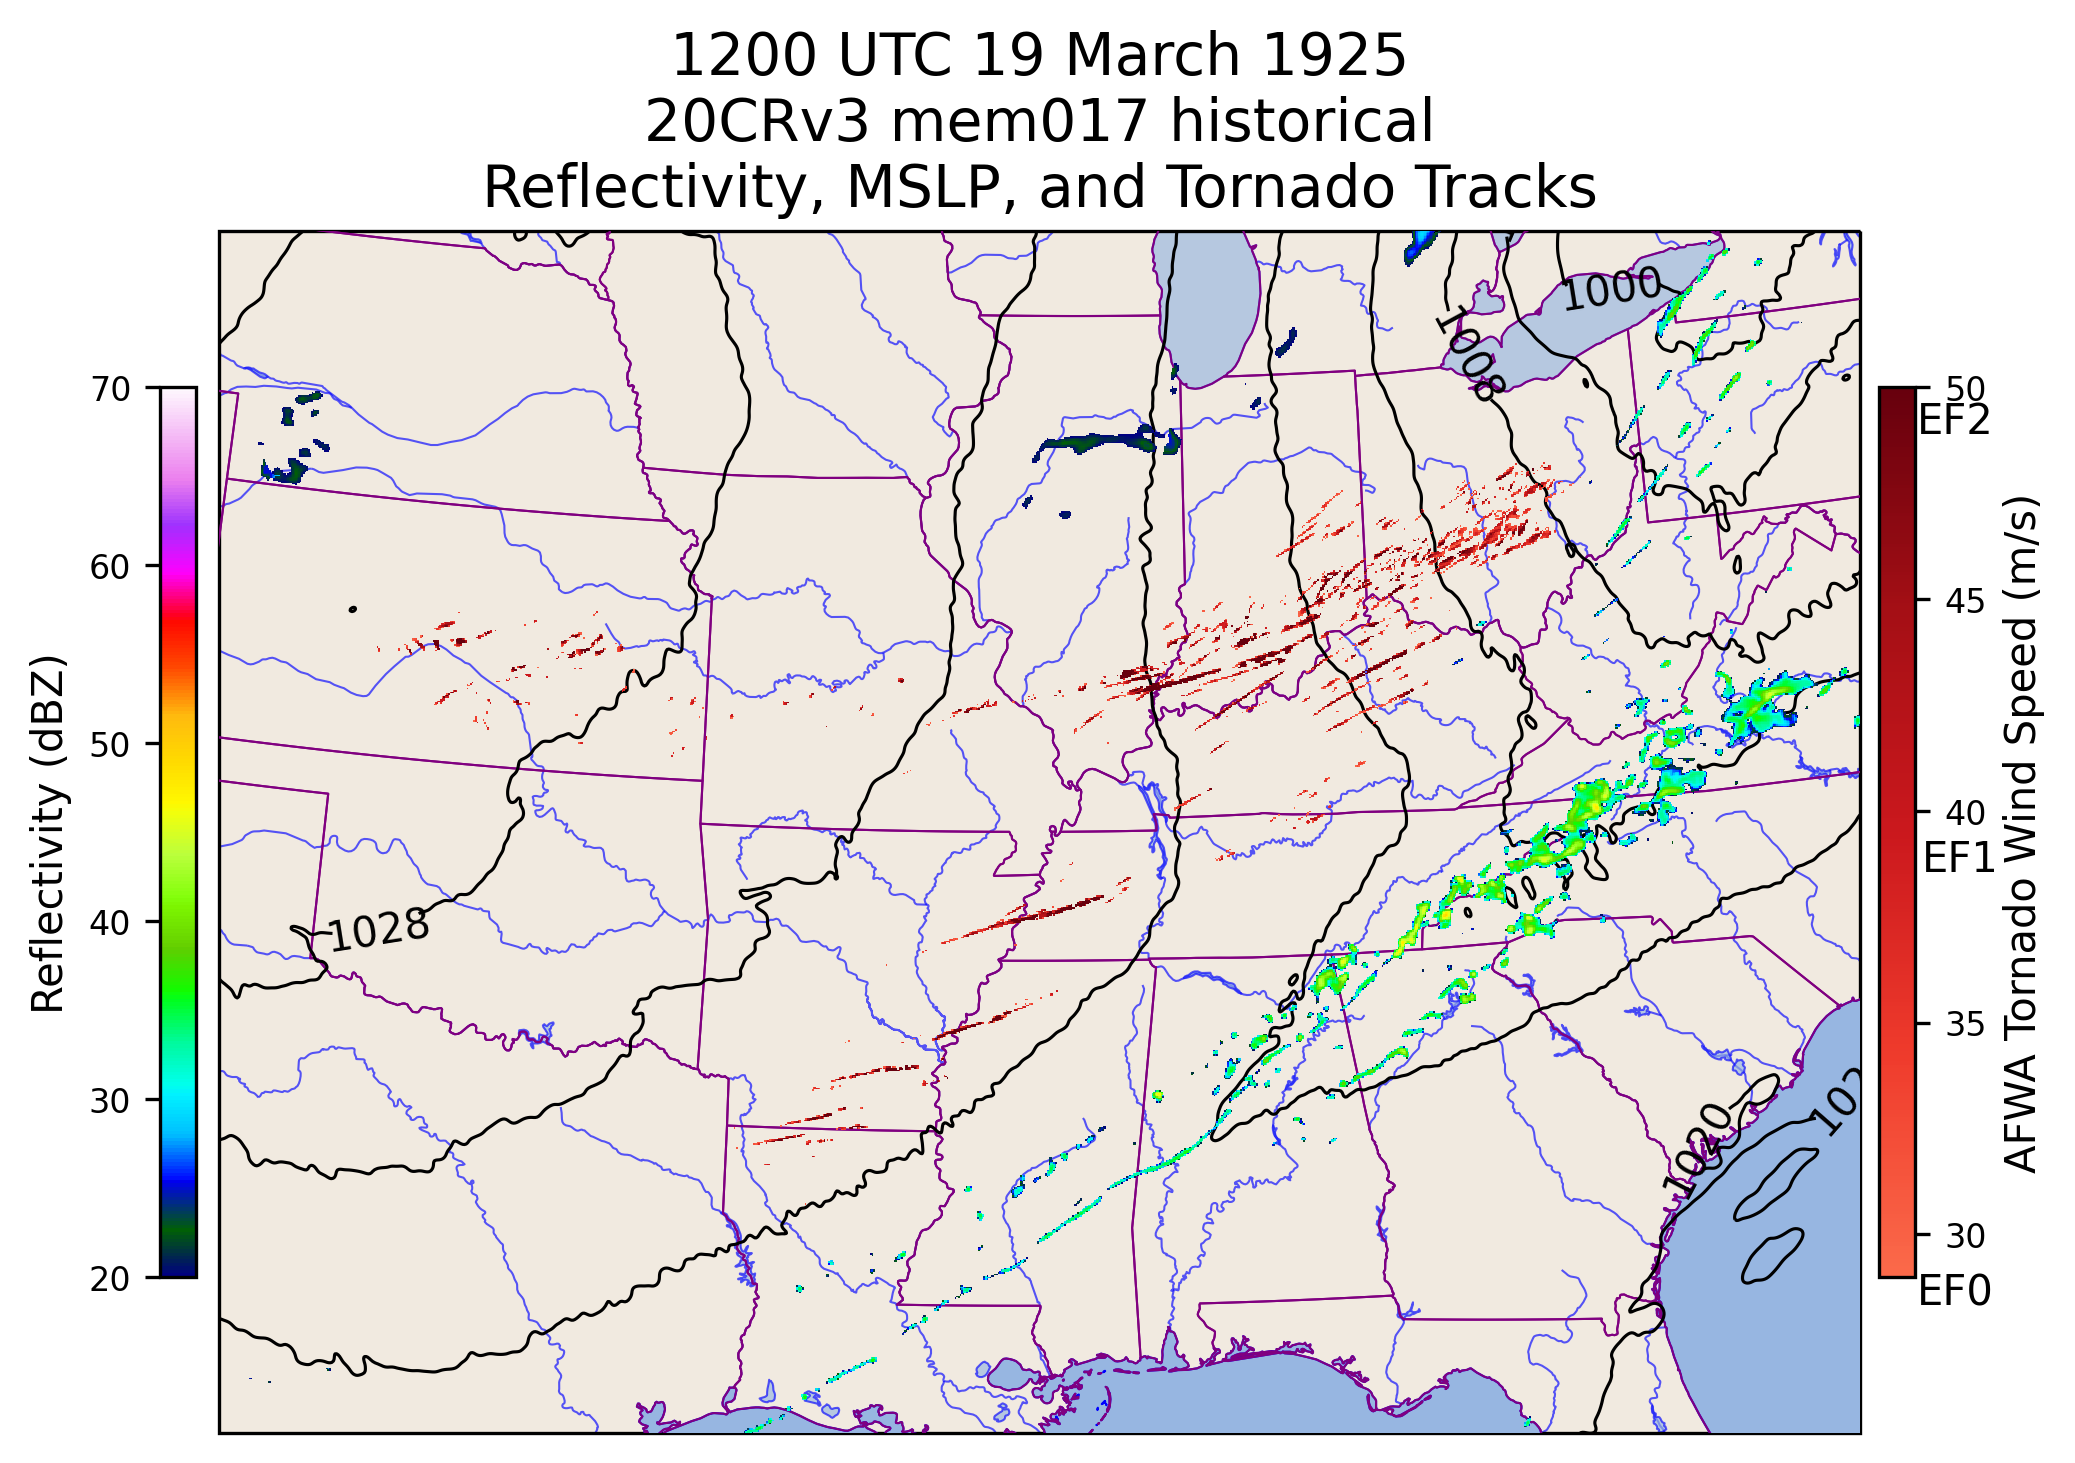 1200 UTC 19 March 1925
20CRv3 mem017 historical
Reflectivity, MSLP, and Tornado Tracks
Reflectivity (dBZ)
70
60
50
40
30
20
1000
1008
1028
1020
50
EF2
45
40
EF1
35
30
EF0
AFWA Tornado Wind Speed (m/s)